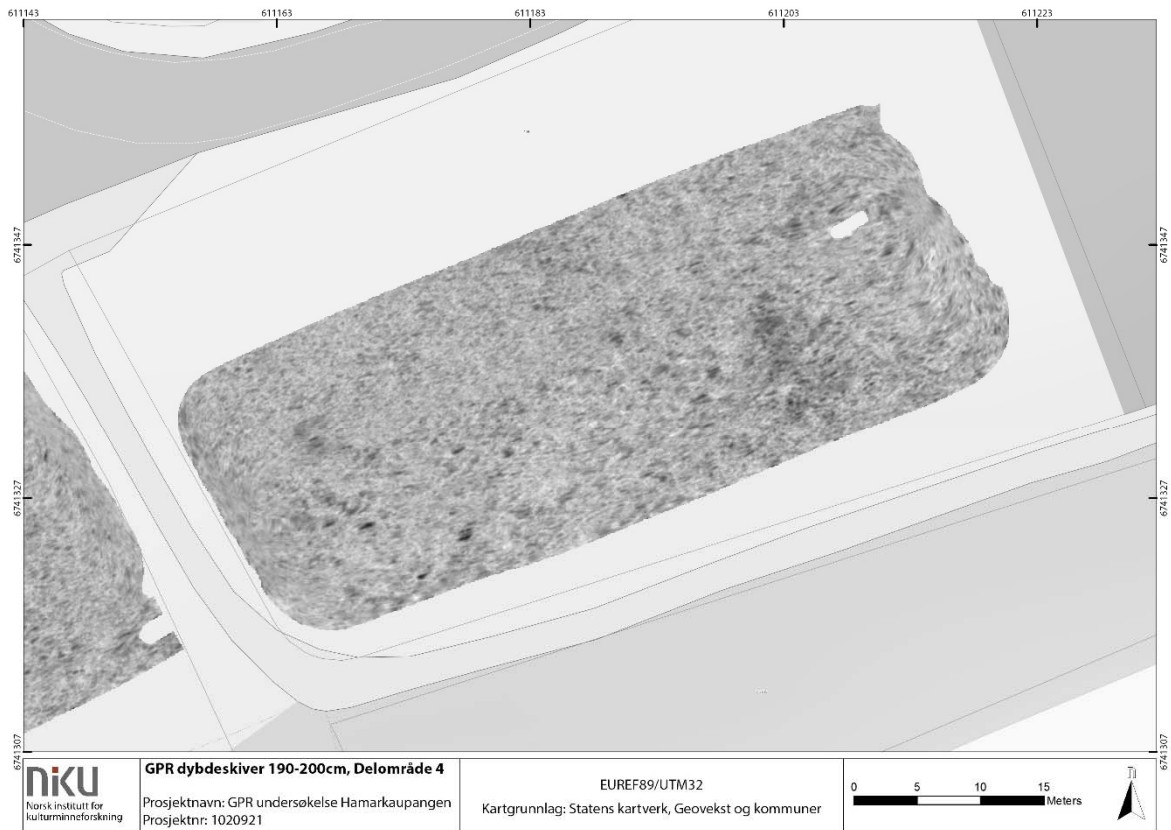 611143 611163 611183 611203 611223
6741347 6741347
6741327 6741327
6741307 6741307
niku
Norsk institutt for
kulturminneforskning
GPR dybdeskiver 190-200cm, Delområde 4
Prosjektnavn: GPR undersøkelse Hamarkaupangen
Prosjektnr: 1020921
EUREF89/UTM32
Kartgrunnlag: Statens kartverk, Geovekst og kommuner
0 5 10 15
Meters